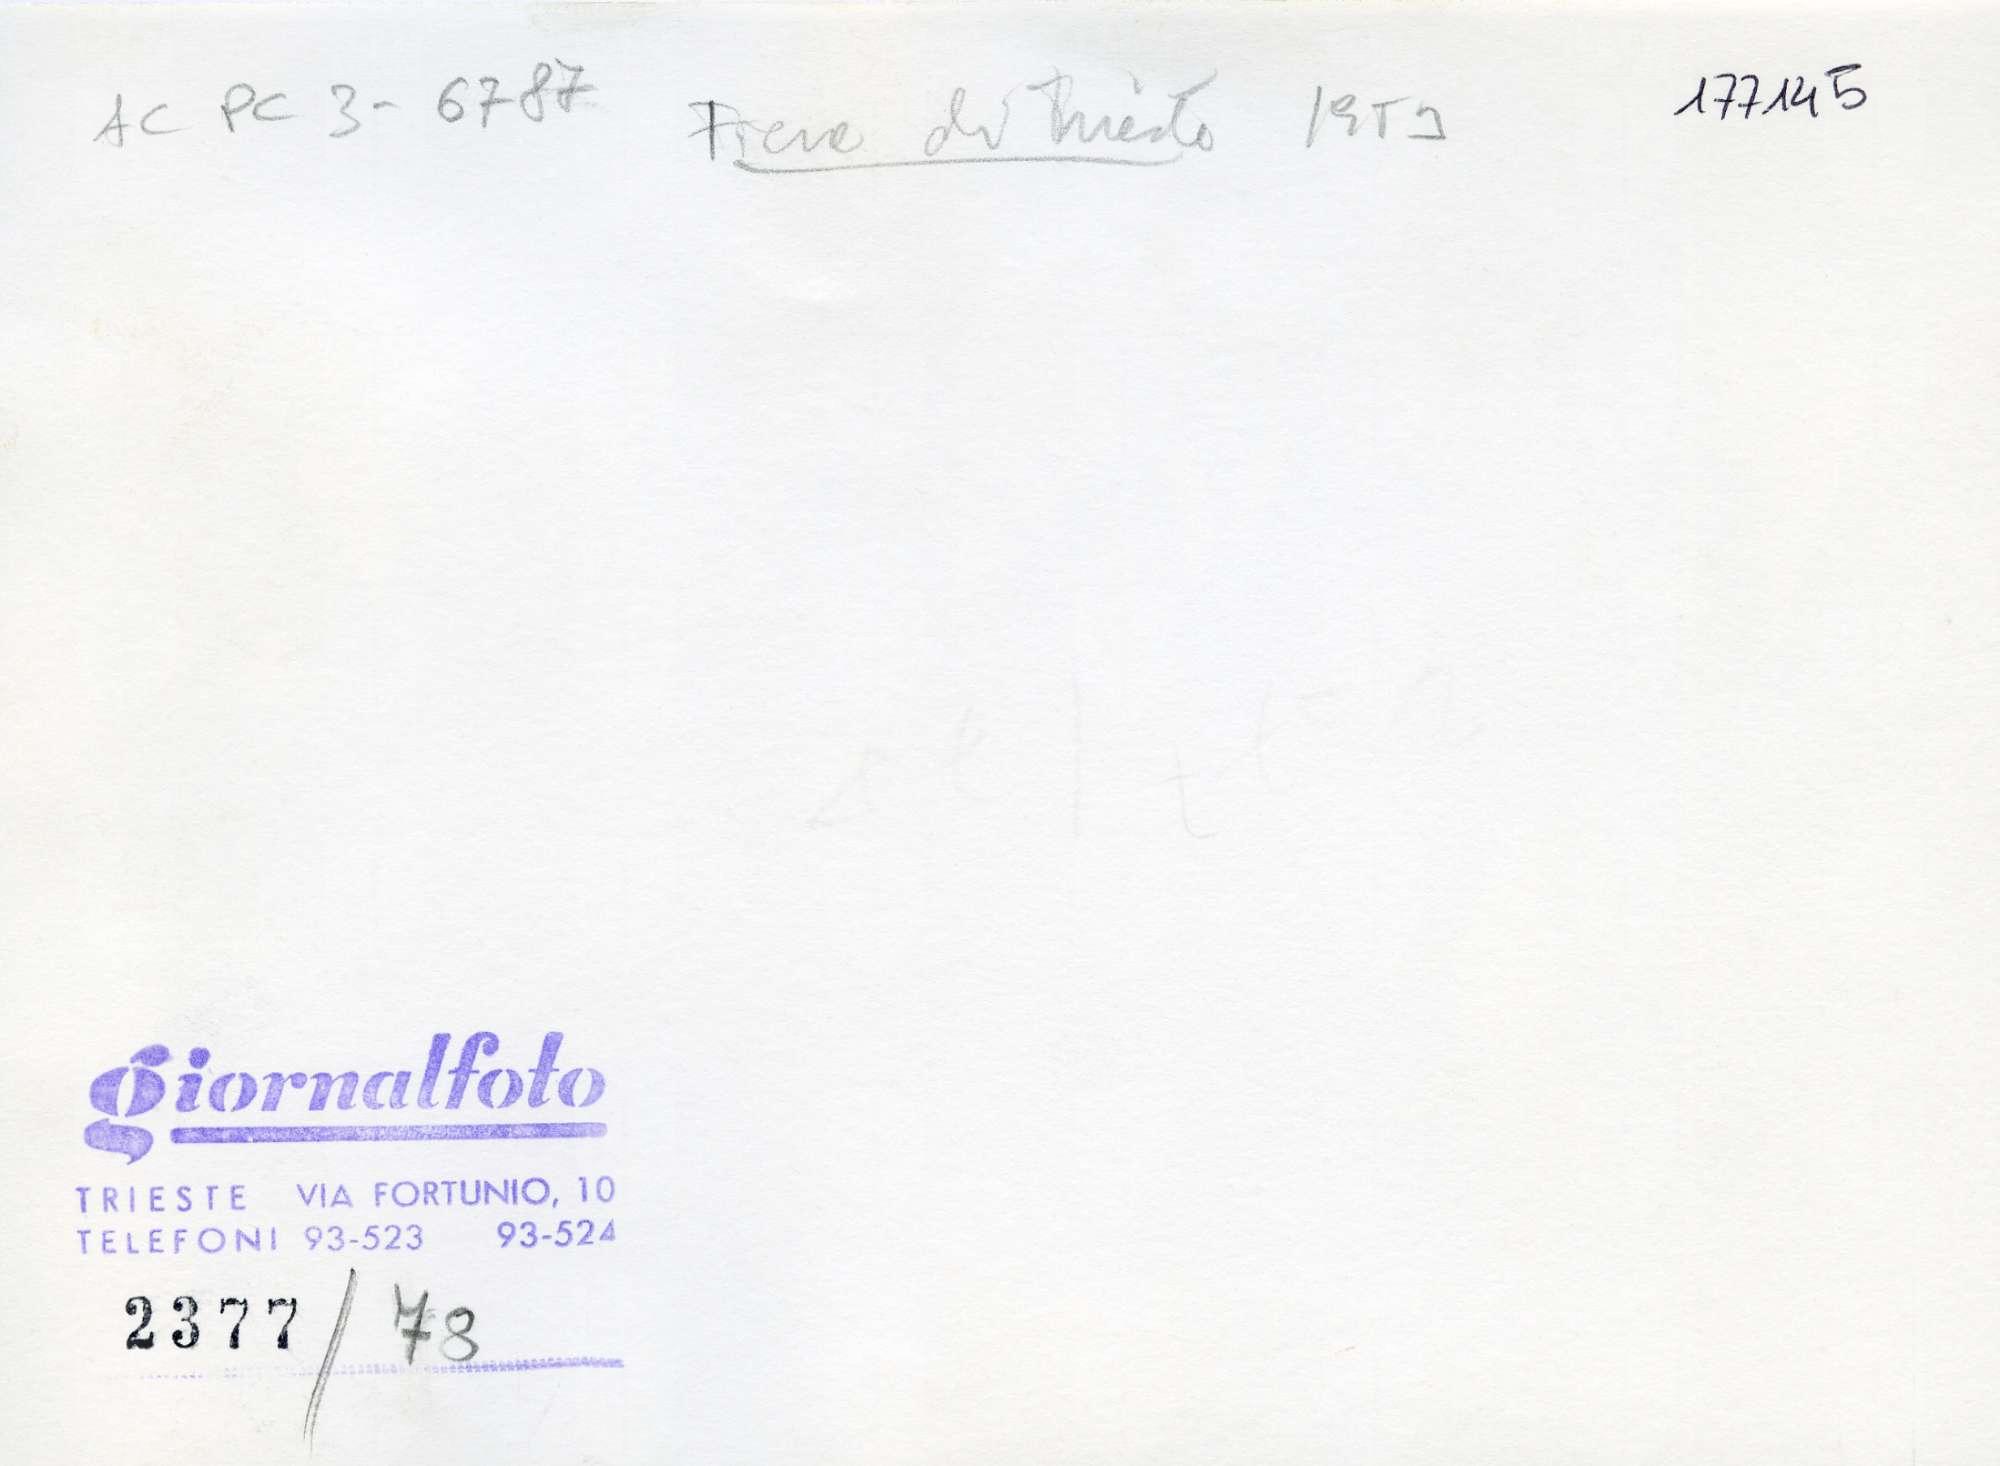 AC PC 3-6787 Fiera di Trieste 1959 177145
giornalfoto
TRIESTE VIA FORTUNIO, 10
TELEFONI 93-523 93-524
2377/78